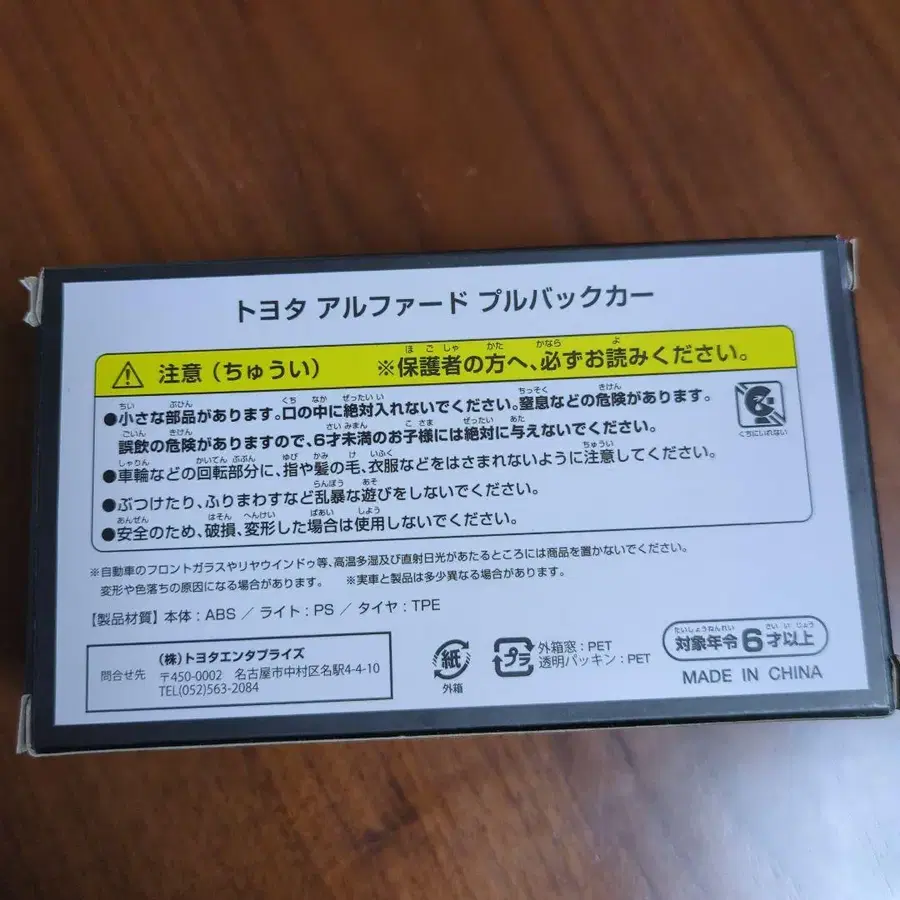 トヨタ アルファード プルバックカー
注意（ちゅうい） ※保護者の方へ、必ずお読みください。
●小さな部品があります。口の中に絶対入れないでください。窒息などの危険があります。
誤飲の危険がありますので、6才未満のお子様には絶対に与えないでください。
くちにいれない
●車輪などの回転部分に、指や髪の毛、衣服などをはさまれないように注意してください。
●ぶつけたり、ふりまわすなど乱暴な遊びをしないでください。
●安全のため、破損、変形した場合は使用しないでください。
※自動車のフロントガラスやリヤウインドゥ等、高温多湿及び直射日光があたるところには商品を置かないでください。
変形や色落ちの原因になる場合があります。 ※実車と製品は多少異なる場合があります。
【製品材質】本体：ABS ／ ライト：PS ／ タイヤ：TPE
問合せ先
（株）トヨタエンタプライズ
〒450-0002 名古屋市中村区名駅4-4-10
TEL(052)563-2084
紙
外箱
プラ
外箱窓：PET
透明パッキン：PET
対象年令6才以上
MADE IN CHINA